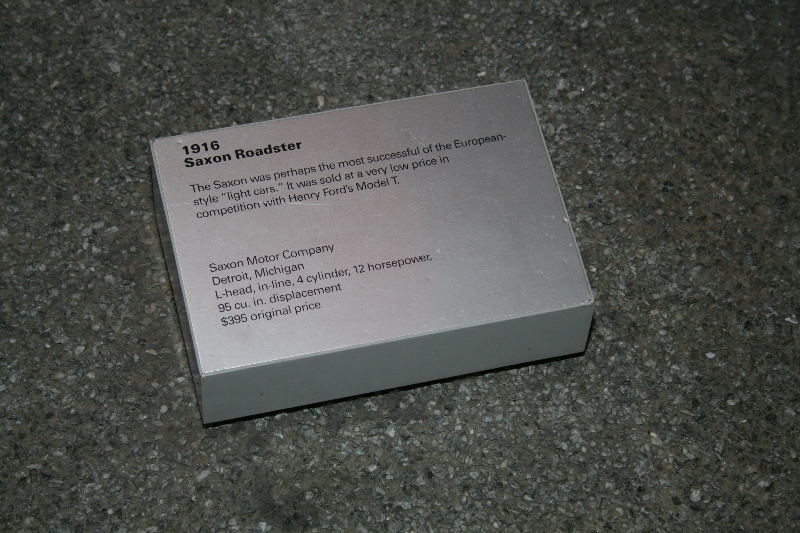 1916
Saxon Roadster
The Saxon was perhaps the most successful of the European-
style "light cars." It was sold at a very low price in
competition with Henry Ford's Model T.
Saxon Motor Company
Detroit, Michigan
L-head, in-line, 4 cylinder, 12 horsepower,
95 cu. in. displacement
$395 original price